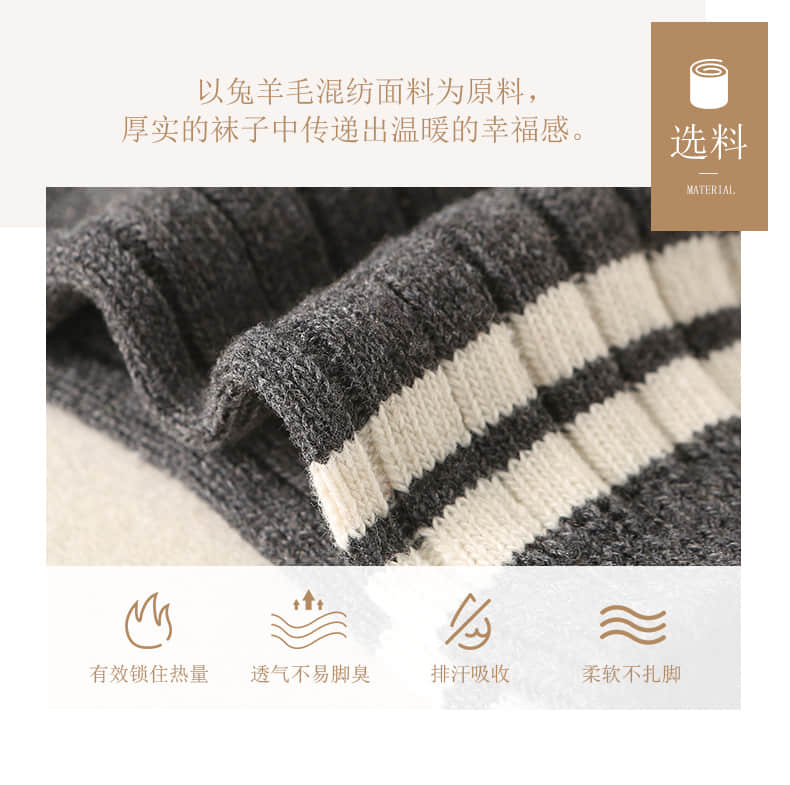 以兔羊毛混纺面料为原料，
厚实的袜子中传递出温暖的幸福感。
选料
MATERIAL
有效锁住热量
透气不易脚臭
排汗吸收
柔软不扎脚